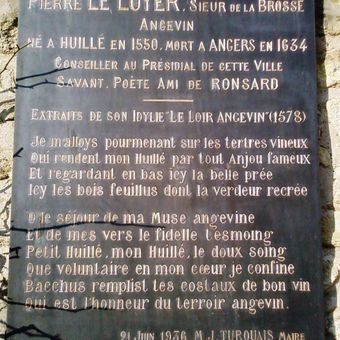 PIERRE LE LOYER, SIEUR DE LA BROSSE
ANGEVIN
NÉ A HUILLÉ EN 1550, MORT A ANGERS EN 1634
CONSEILLER AU PRÉSIDIAL DE CETTE VILLE
SAVANT, POÈTE AMI DE RONSARD
EXTRAITS DE SON IDYLIE "LE LOIR ANGEVIN" (1578)
Je m'alloys pourmenant sur les tertres vineux
Qui rendent mon Huillé par tout Anjou fameux
Et regardant en bas icy la belle prée
Icy les bois feuillus dont la verdeur recrée
O le séjour de ma Muse angevine
Et de mes vers le fidelle tesmoing
Petit Huillé, mon Huillé, le doux soing
Que volontaire en mon cœur je confine
Bacchus remplist tes costaux de bon vin
Qui est l'honneur du terroir angevin.
21 JUIN 1936 M. J. TURQUAIS MAIRE